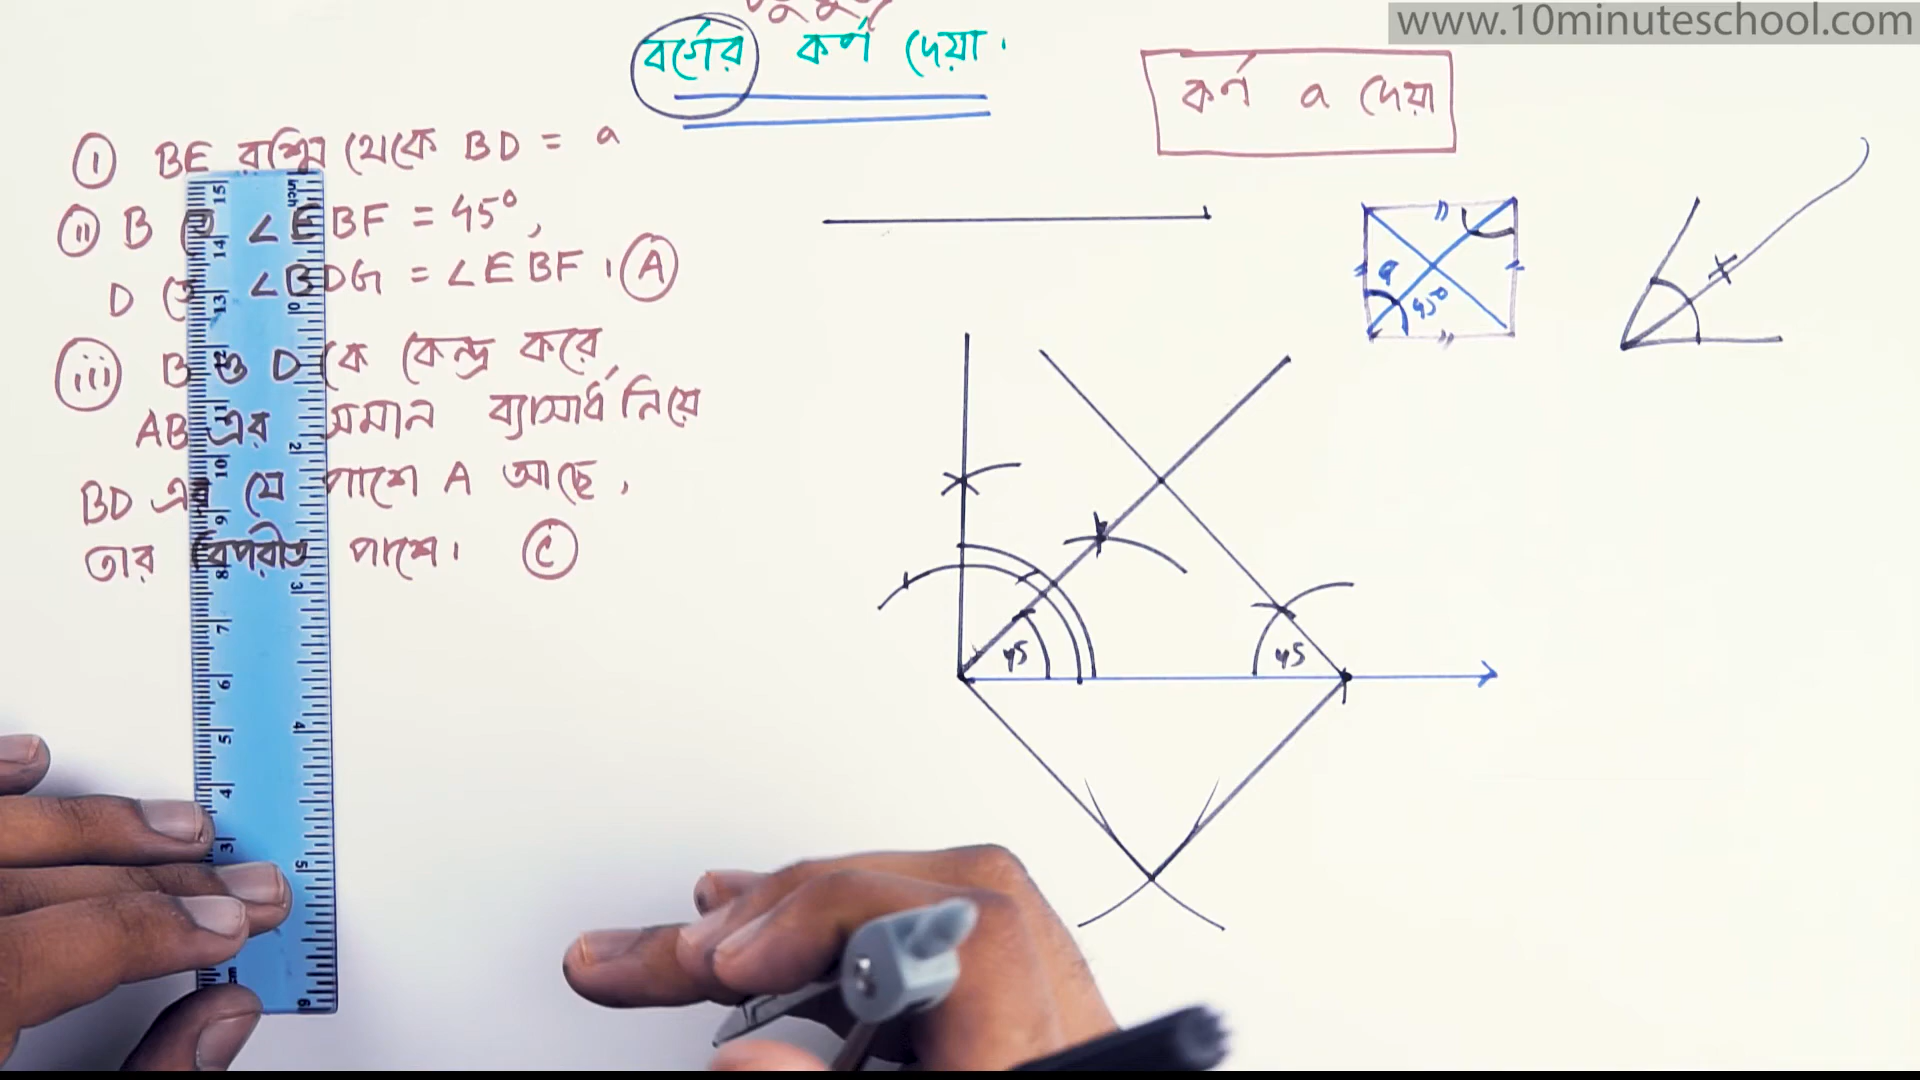 www.10minuteschool.com
বর্গের কর্ণ দেয়া।
কর্ণ a দেয়া
i BE রশ্মি থেকে BD = a
ii B তে ∠EBF = 45°,
D তে ∠BDG = ∠EBF । A
iii B ও D কে কেন্দ্র করে,
AB এর সমান ব্যাসার্ধ নিয়ে
BD এর যে পাশে A আছে,
তার বিপরীত পাশে। C
a
45°
45
45